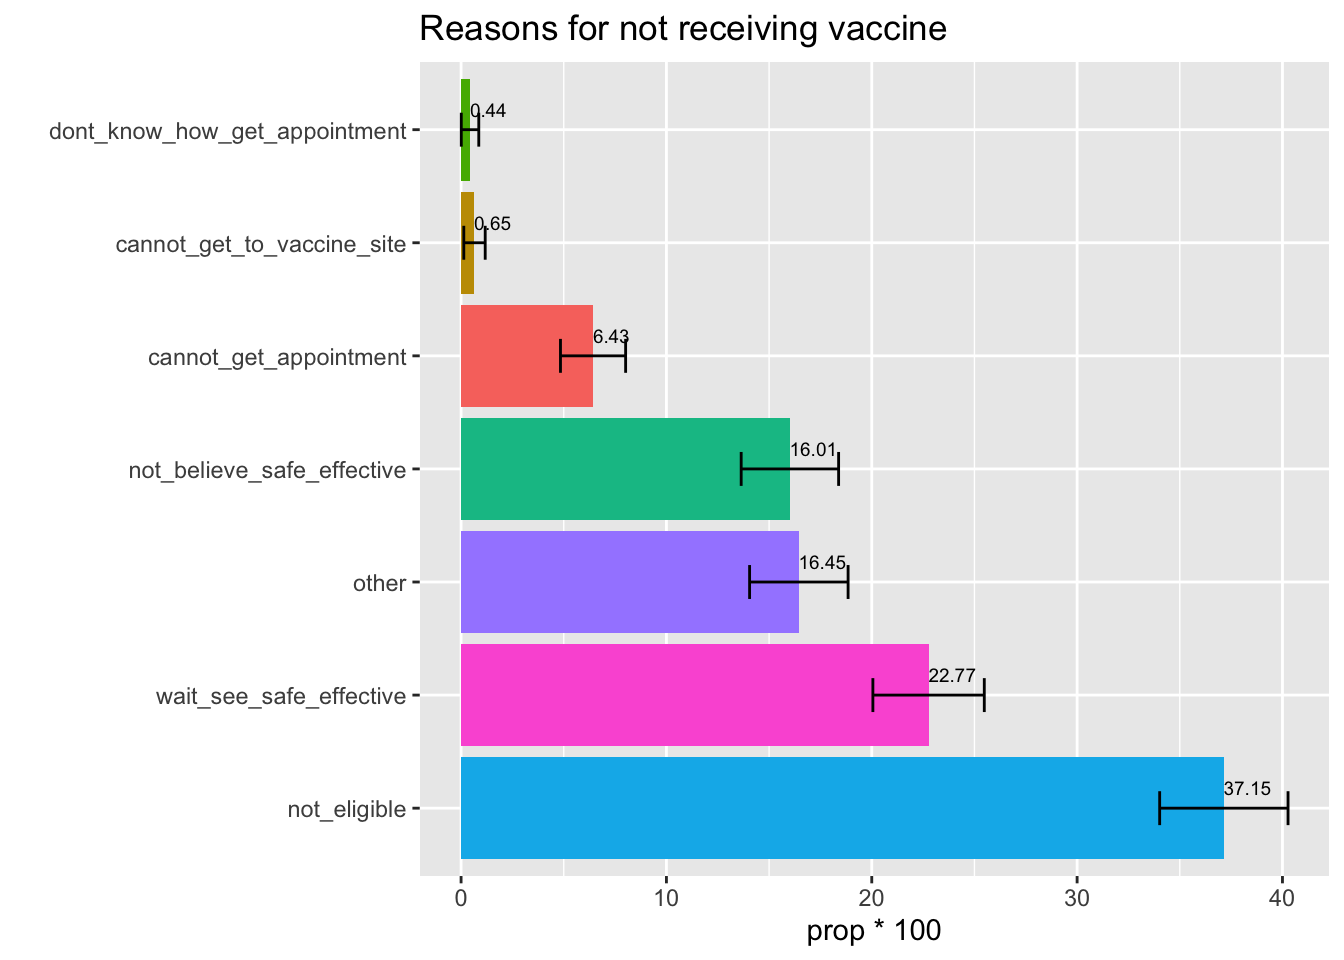 Reasons for not receiving vaccine
dont_know_how_get_appointment
0.44
cannot_get_to_vaccine_site
0.65
cannot_get_appointment
6.43
not_believe_safe_effective
16.01
other
16.45
wait_see_safe_effective
22.77
not_eligible
37.15
0 10 20 30 40
prop * 100